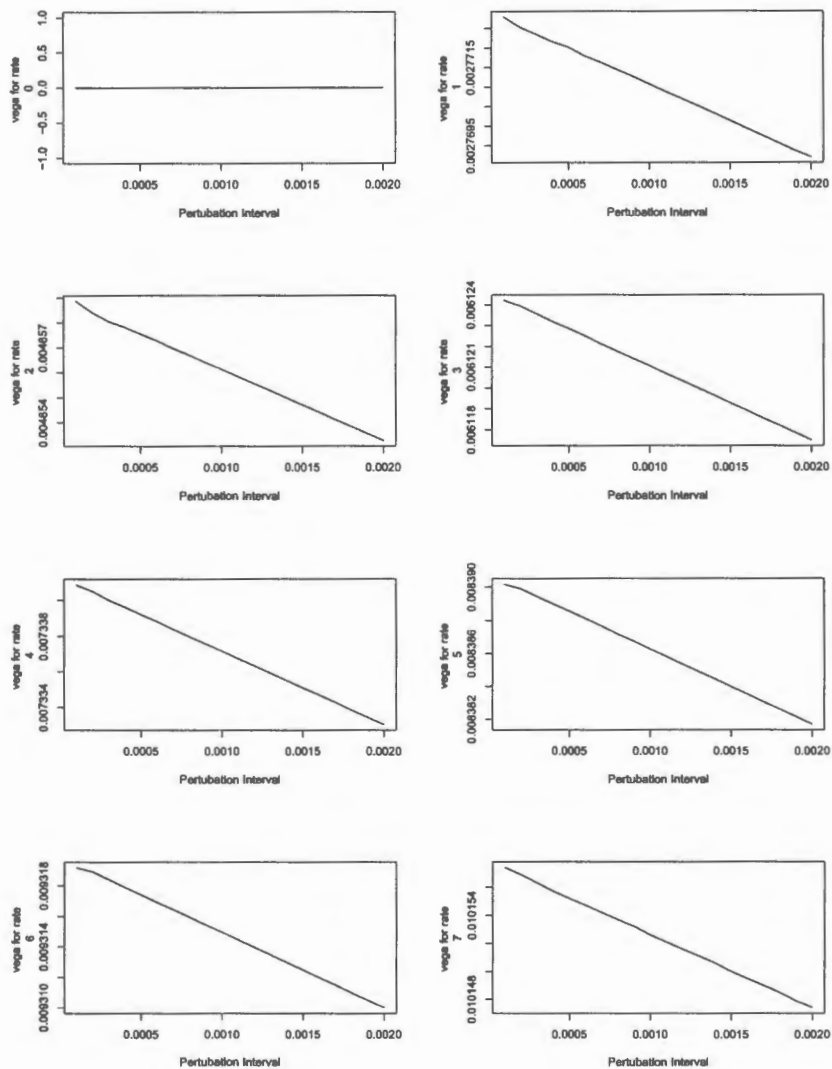 vega for rate
0
1.0
0.5
0.0
−0.5
−1.0
0.0005 0.0010 0.0015 0.0020
Pertubation Interval
vega for rate
1
0.0027715
0.0027695
0.0005 0.0010 0.0015 0.0020
Pertubation Interval
vega for rate
2
0.004657
0.004654
0.0005 0.0010 0.0015 0.0020
Pertubation Interval
vega for rate
3
0.006124
0.006121
0.006118
0.0005 0.0010 0.0015 0.0020
Pertubation Interval
vega for rate
4
0.007338
0.007334
0.0005 0.0010 0.0015 0.0020
Pertubation Interval
vega for rate
5
0.008390
0.008386
0.008382
0.0005 0.0010 0.0015 0.0020
Pertubation Interval
vega for rate
6
0.009318
0.009314
0.009310
0.0005 0.0010 0.0015 0.0020
Pertubation Interval
vega for rate
7
0.010154
0.010148
0.0005 0.0010 0.0015 0.0020
Pertubation Interval